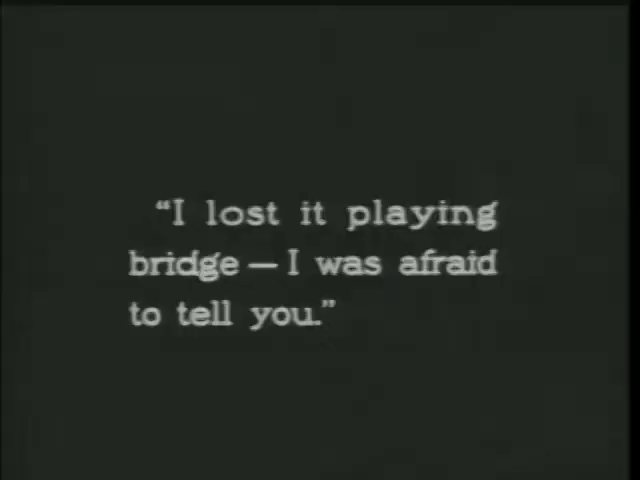 “I lost it playing
bridge — I was afraid
to tell you.”